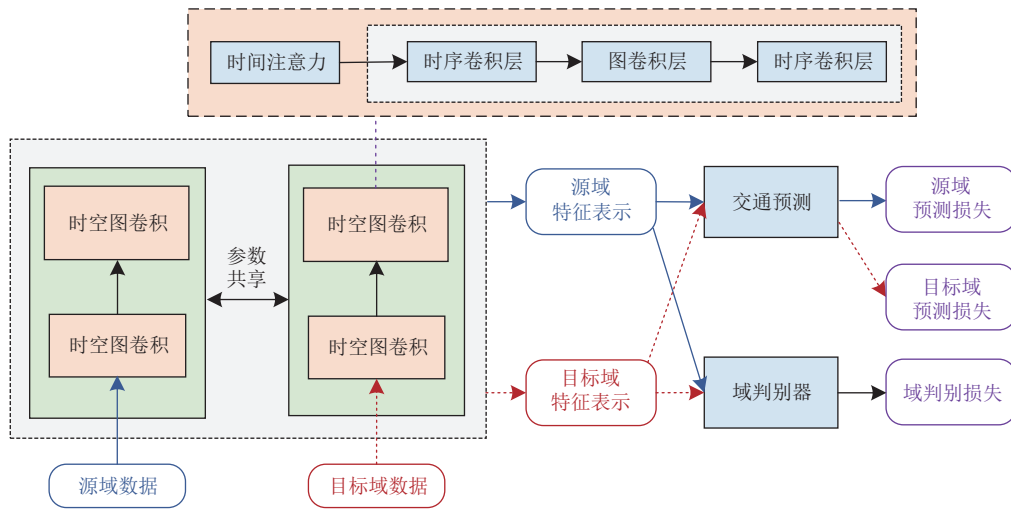 时间注意力
时序卷积层
图卷积层
时序卷积层
时空图卷积
时空图卷积
参数
共享
时空图卷积
时空图卷积
源域数据
目标域数据
源域
特征表示
目标域
特征表示
交通预测
域判别器
源域
预测损失
目标域
预测损失
域判别损失